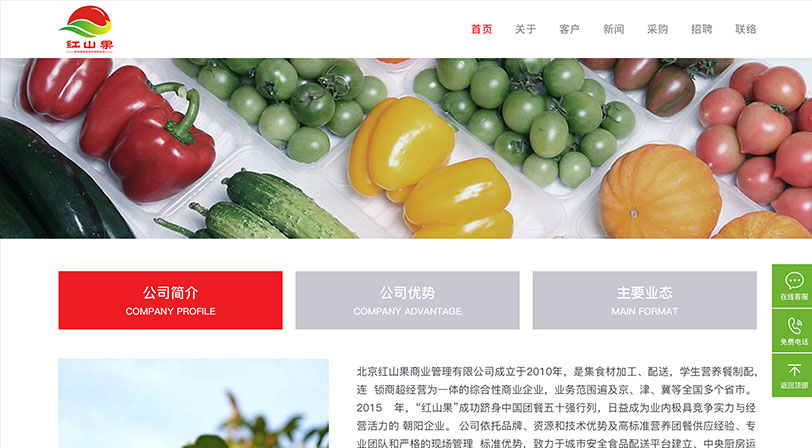 红山果
首页 关于 客户 新闻 采购 招聘 联络
公司简介
COMPANY PROFILE
公司优势
COMPANY ADVANTAGE
主要业态
MAIN FORMAT
在线客服
免费电话
返回顶部
北京红山果商业管理有限公司成立于2010年，是集食材加工、配送，学生营养餐制配，
连 锁商超经营为一体的综合性商业企业，业务范围遍及京、津、冀等全国多个省市。
2015 年，“红山果”成功跻身中国团餐五十强行列，日益成为业内极具竞争实力与经
营活力的 朝阳企业。 公司依托品牌、资源和技术优势及高标准营养团餐供应经验、专
业团队和严格的现场管理 标准优势，致力于城市安全食品配送平台建立、中央厨房运